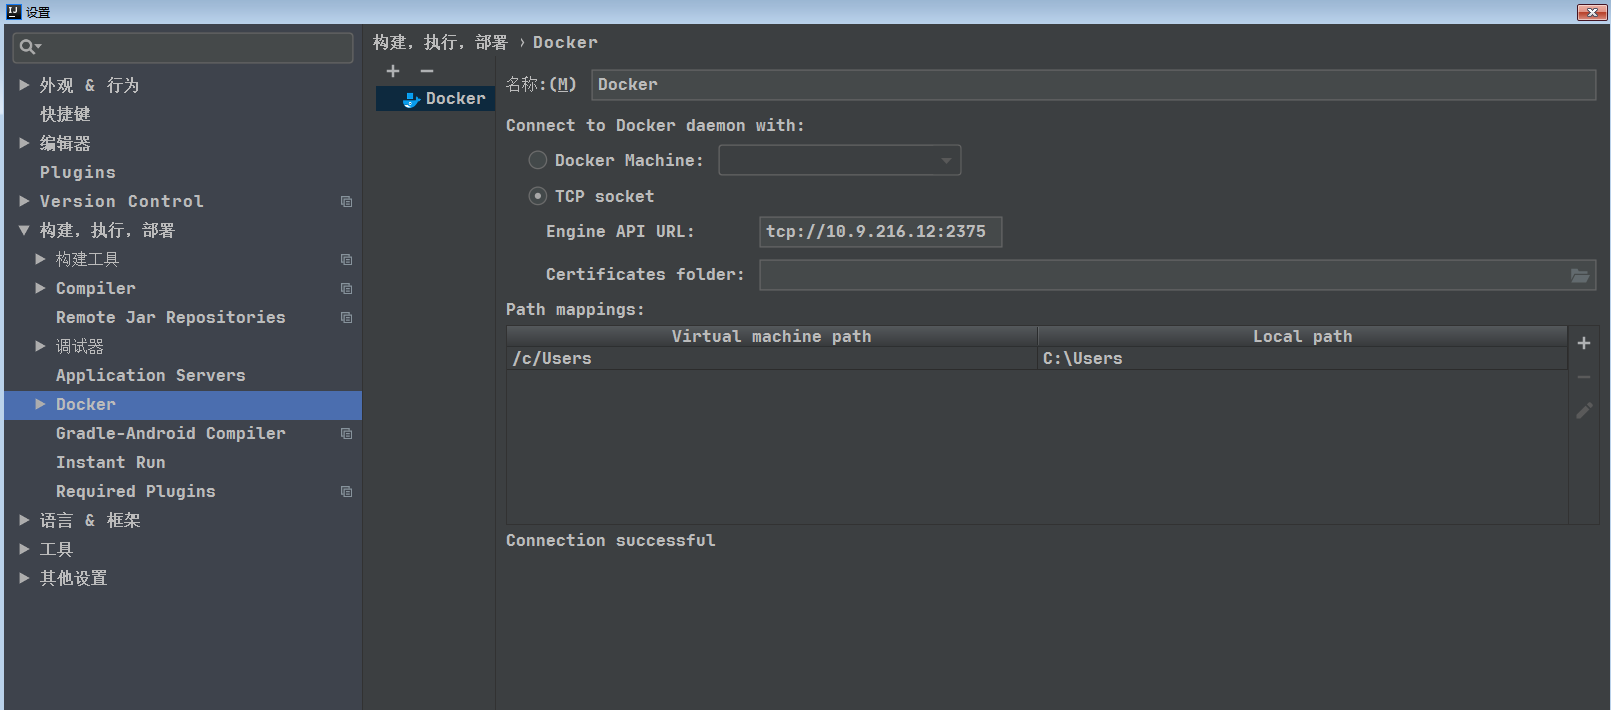 设置
外观 & 行为
快捷键
编辑器
Plugins
Version Control
构建，执行，部署
构建工具
Compiler
Remote Jar Repositories
调试器
Application Servers
Docker
Gradle-Android Compiler
Instant Run
Required Plugins
语言 & 框架
工具
其他设置
构建，执行，部署 › Docker
Docker
名称:(M) Docker
Connect to Docker daemon with:
Docker Machine:
TCP socket
Engine API URL: tcp://10.9.216.12:2375
Certificates folder:
Path mappings:
Virtual machine path Local path
/c/Users C:\Users
Connection successful